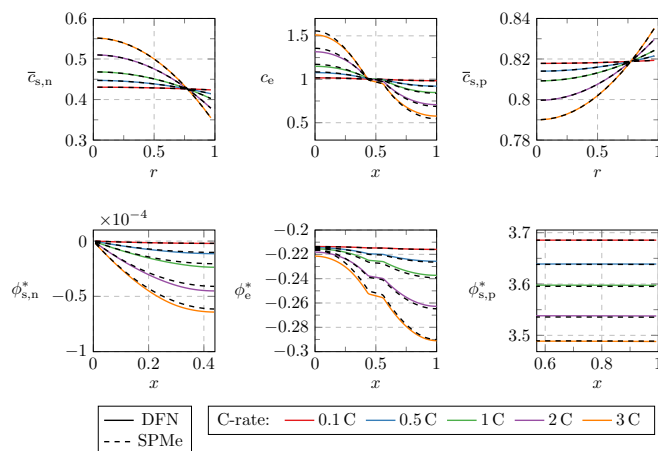 0.6
0.5
0.4
0.3
c̅s,n
0
0.5
1
r
1.5
1
0.5
ce
0
0.5
1
x
0.84
0.82
0.8
0.78
c̅s,p
0
0.5
1
r
×10−4
0
−0.5
−1
ϕ*s,n
0
0.2
0.4
x
−0.2
−0.22
−0.24
−0.26
−0.28
−0.3
ϕ*e
0
0.5
1
x
3.7
3.6
3.5
ϕ*s,p
0.6
0.8
1
x
DFN
SPMe
C-rate: 0.1 C 0.5 C 1 C 2 C 3 C